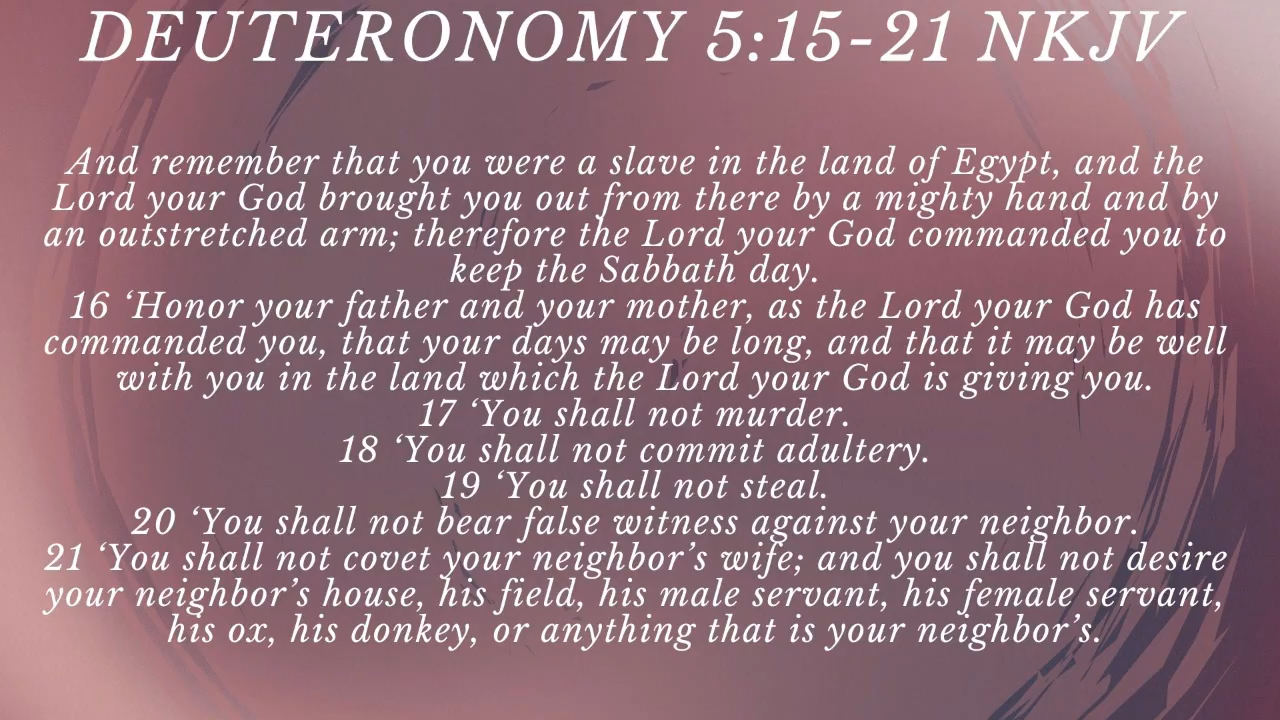 DEUTERONOMY 5:15-21 NKJV
And remember that you were a slave in the land of Egypt, and the
Lord your God brought you out from there by a mighty hand and by
an outstretched arm; therefore the Lord your God commanded you to
keep the Sabbath day.
16 ‘Honor your father and your mother, as the Lord your God has
commanded you, that your days may be long, and that it may be well
with you in the land which the Lord your God is giving you.
17 ‘You shall not murder.
18 ‘You shall not commit adultery.
19 ‘You shall not steal.
20 ‘You shall not bear false witness against your neighbor.
21 ‘You shall not covet your neighbor’s wife; and you shall not desire
your neighbor’s house, his field, his male servant, his female servant,
his ox, his donkey, or anything that is your neighbor’s.